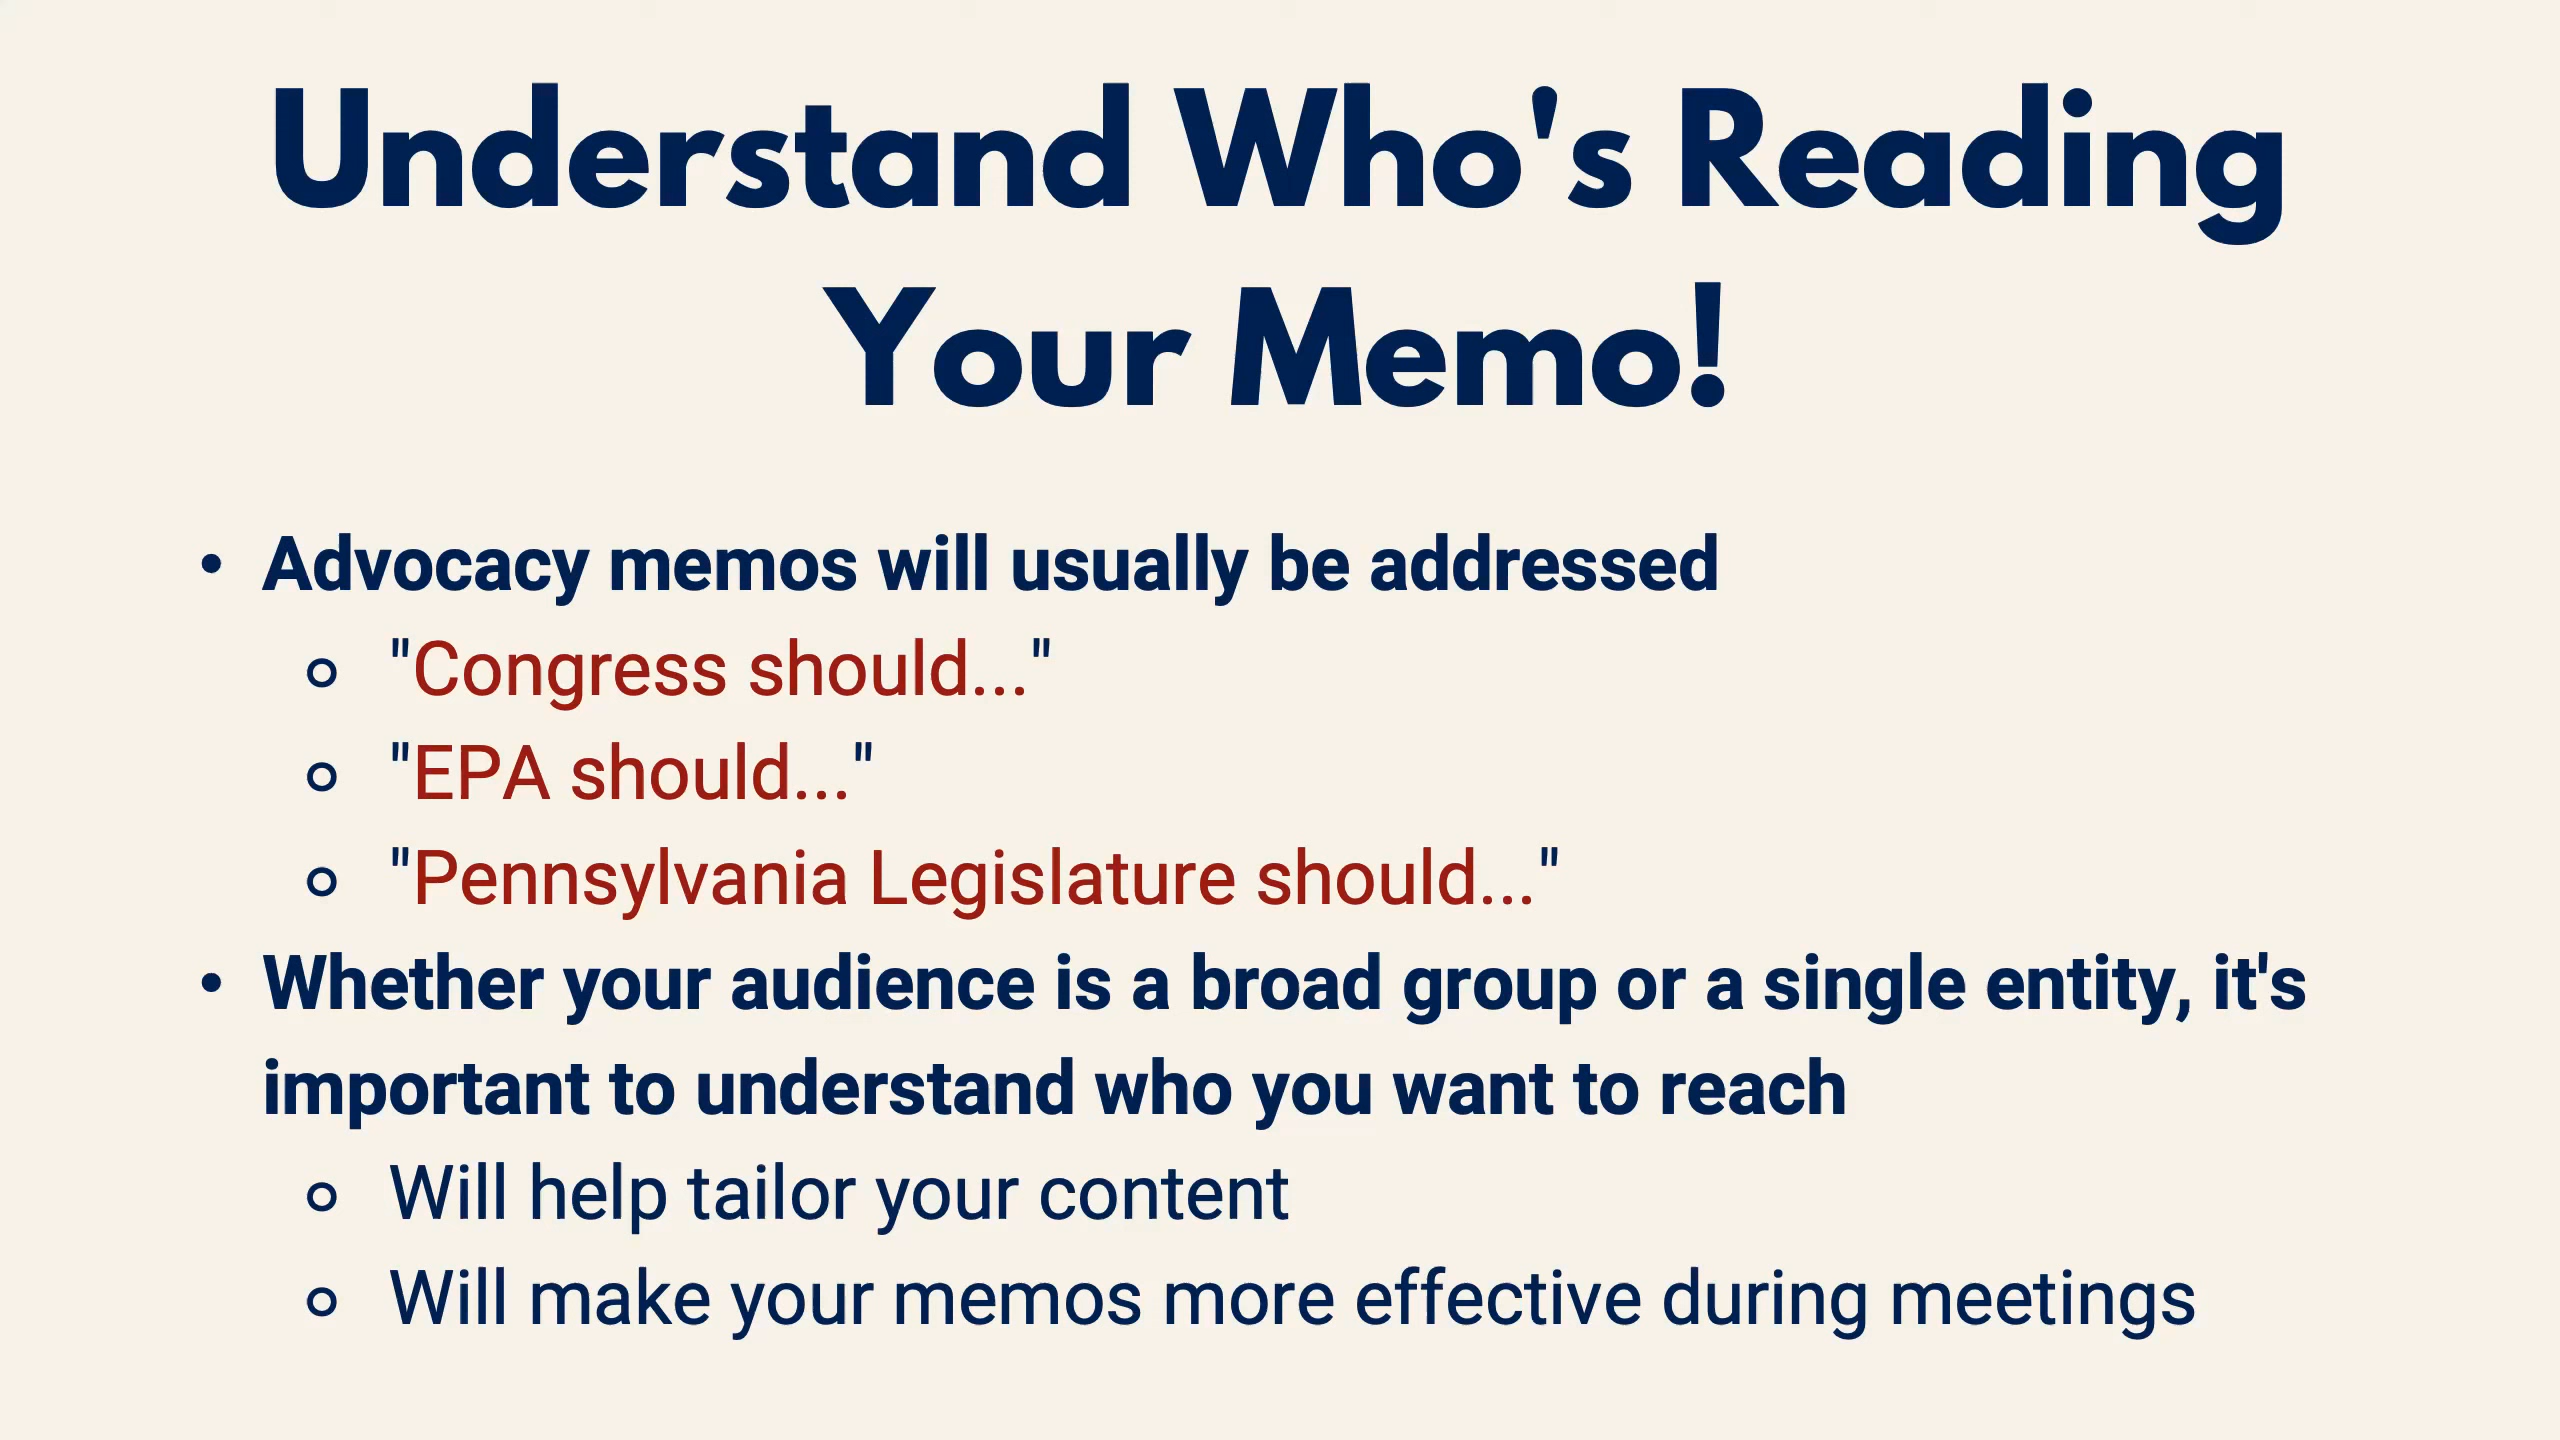 Understand Who's Reading
Your Memo!
• Advocacy memos will usually be addressed
○ "Congress should..."
○ "EPA should..."
○ "Pennsylvania Legislature should..."
• Whether your audience is a broad group or a single entity, it's
important to understand who you want to reach
○ Will help tailor your content
○ Will make your memos more effective during meetings